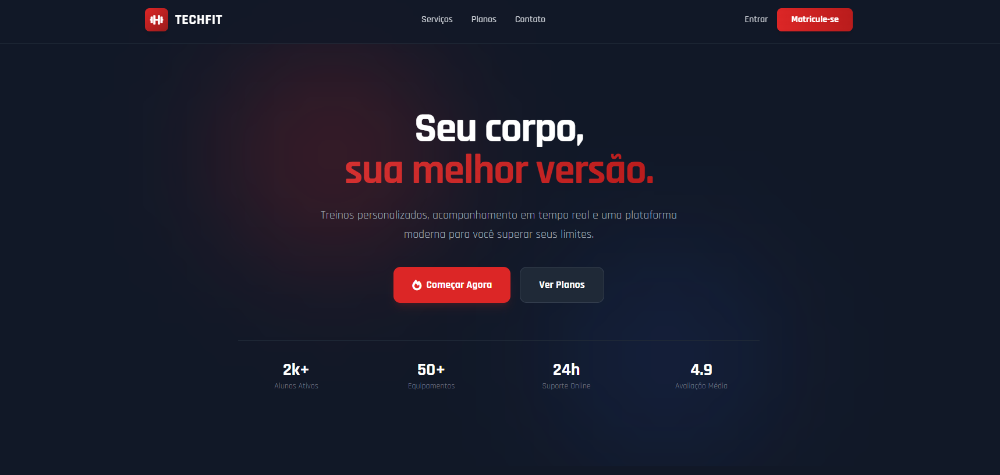 TECHFIT
Serviços
Planos
Contato
Entrar
Matricule-se
Seu corpo,
sua melhor versão.
Treinos personalizados, acompanhamento em tempo real e uma plataforma
moderna para você superar seus limites.
Começar Agora
Ver Planos
2k+
Alunos Ativos
50+
Equipamentos
24h
Suporte Online
4.9
Avaliação Média